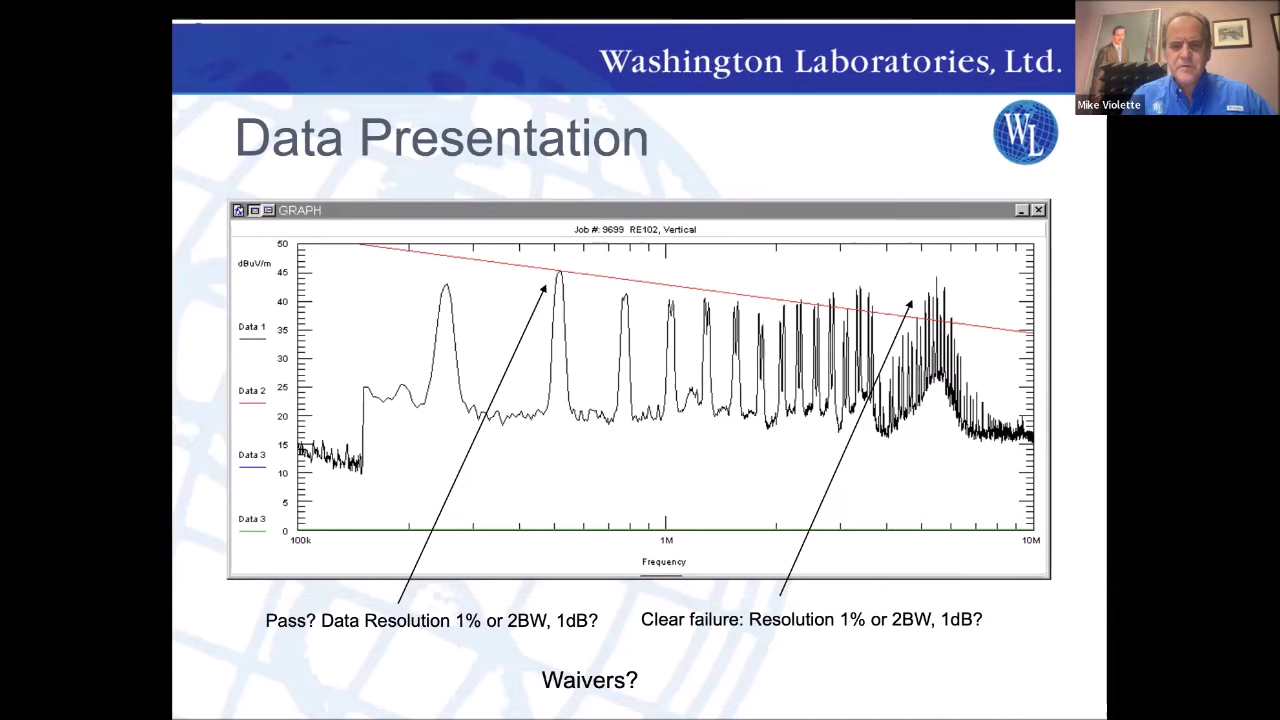 Washington Laboratories, Ltd.
Mike Violette
Data Presentation
WL
GRAPH
Job #: 9699 RE102, Vertical
50
dBuV/m
45
40
35
30
25
20
15
10
5
0
Data 1
Data 2
Data 3
Data 3
100k
1M
10M
Frequency
Pass? Data Resolution 1% or 2BW, 1dB?
Clear failure: Resolution 1% or 2BW, 1dB?
Waivers?